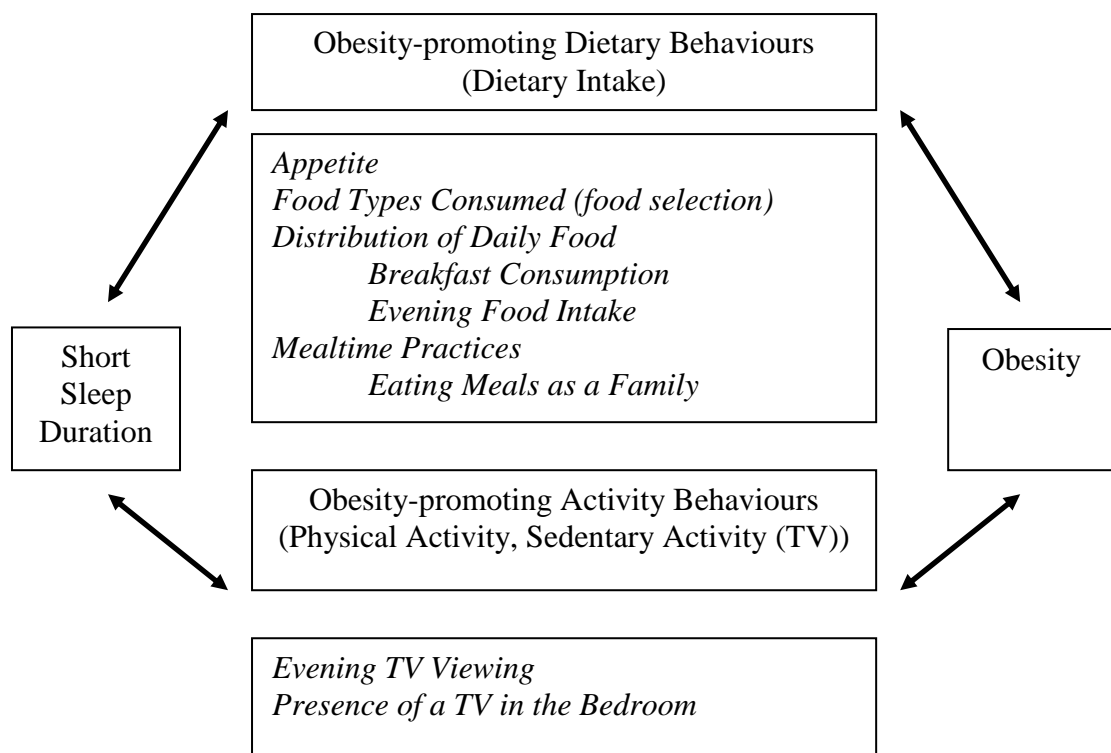 Obesity-promoting Dietary Behaviours
(Dietary Intake)
Appetite
Food Types Consumed (food selection)
Distribution of Daily Food
Breakfast Consumption
Evening Food Intake
Mealtime Practices
Eating Meals as a Family
Short
Sleep
Duration
Obesity
Obesity-promoting Activity Behaviours
(Physical Activity, Sedentary Activity (TV))
Evening TV Viewing
Presence of a TV in the Bedroom